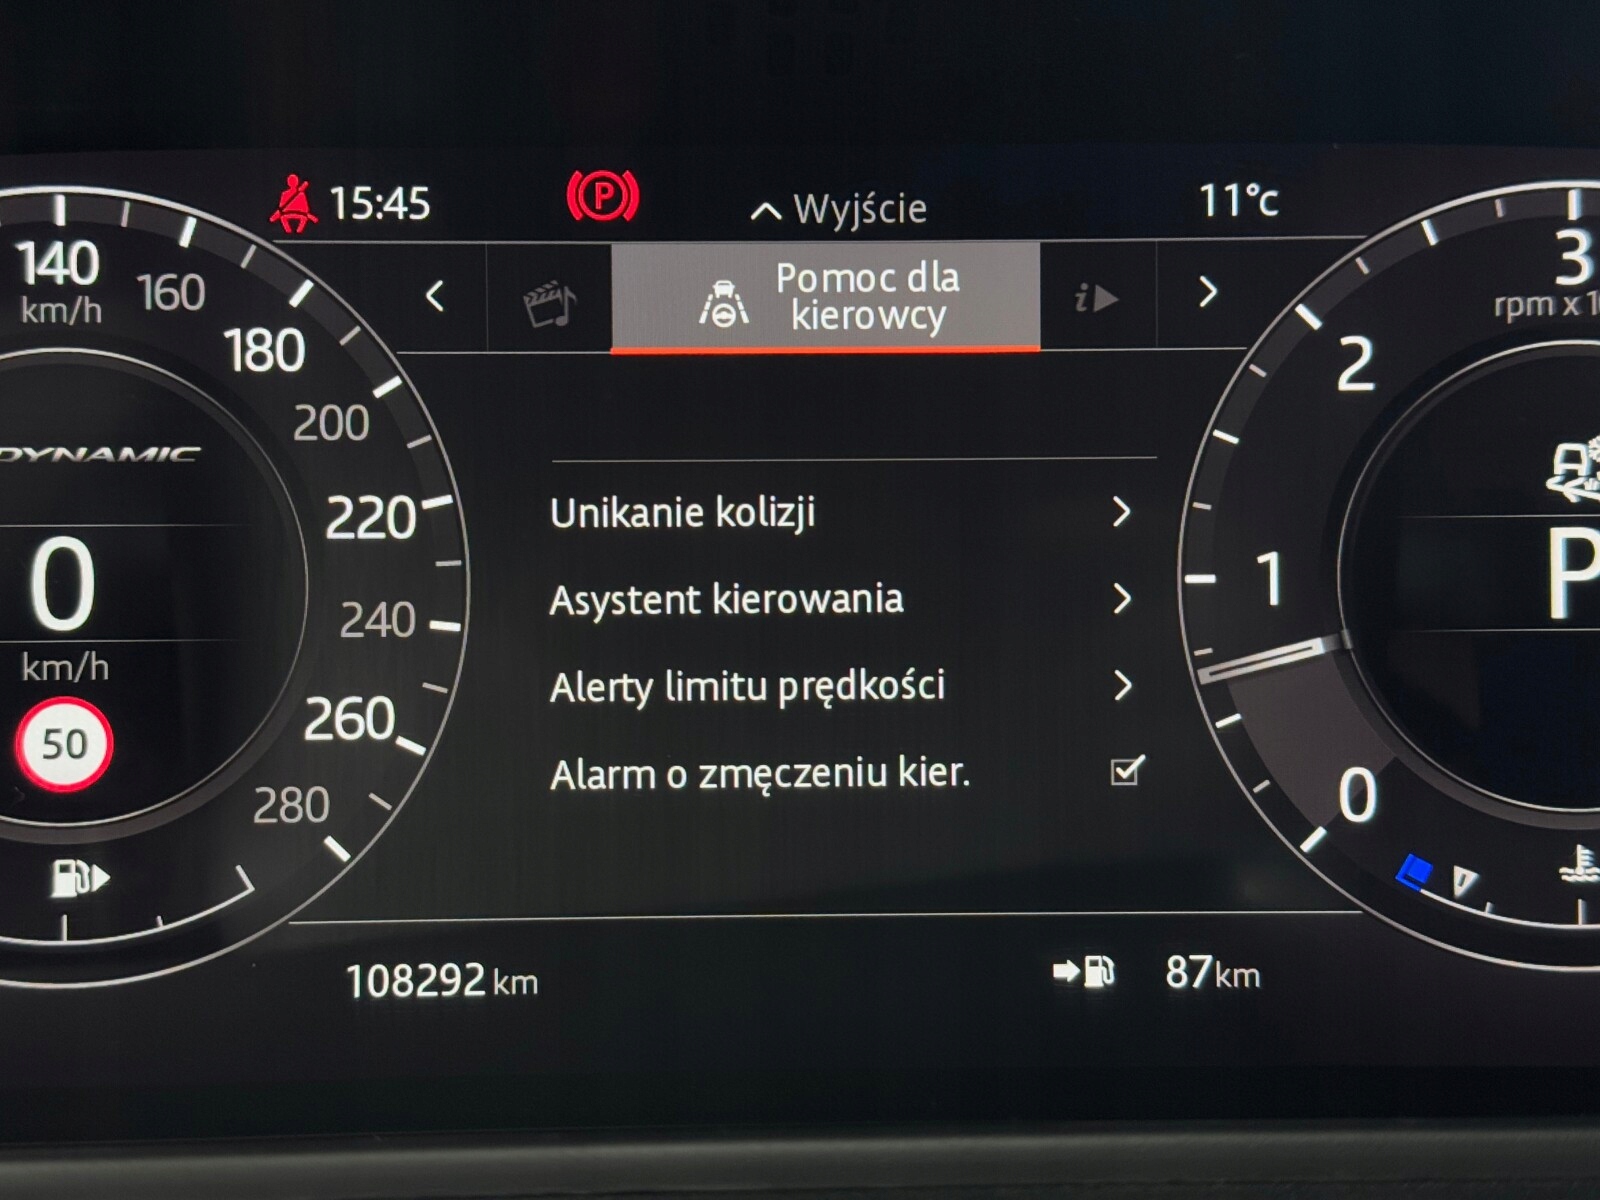 15:45
P
Wyjście
11°c
Pomoc dla
kierowcy
i
140
km/h
160
180
200
220
240
260
280
DYNAMIC
0
km/h
50
Unikanie kolizji
Asystent kierowania
Alerty limitu prędkości
Alarm o zmęczeniu kier.
3
rpm x 1
2
1
0
P
108292 km
87km